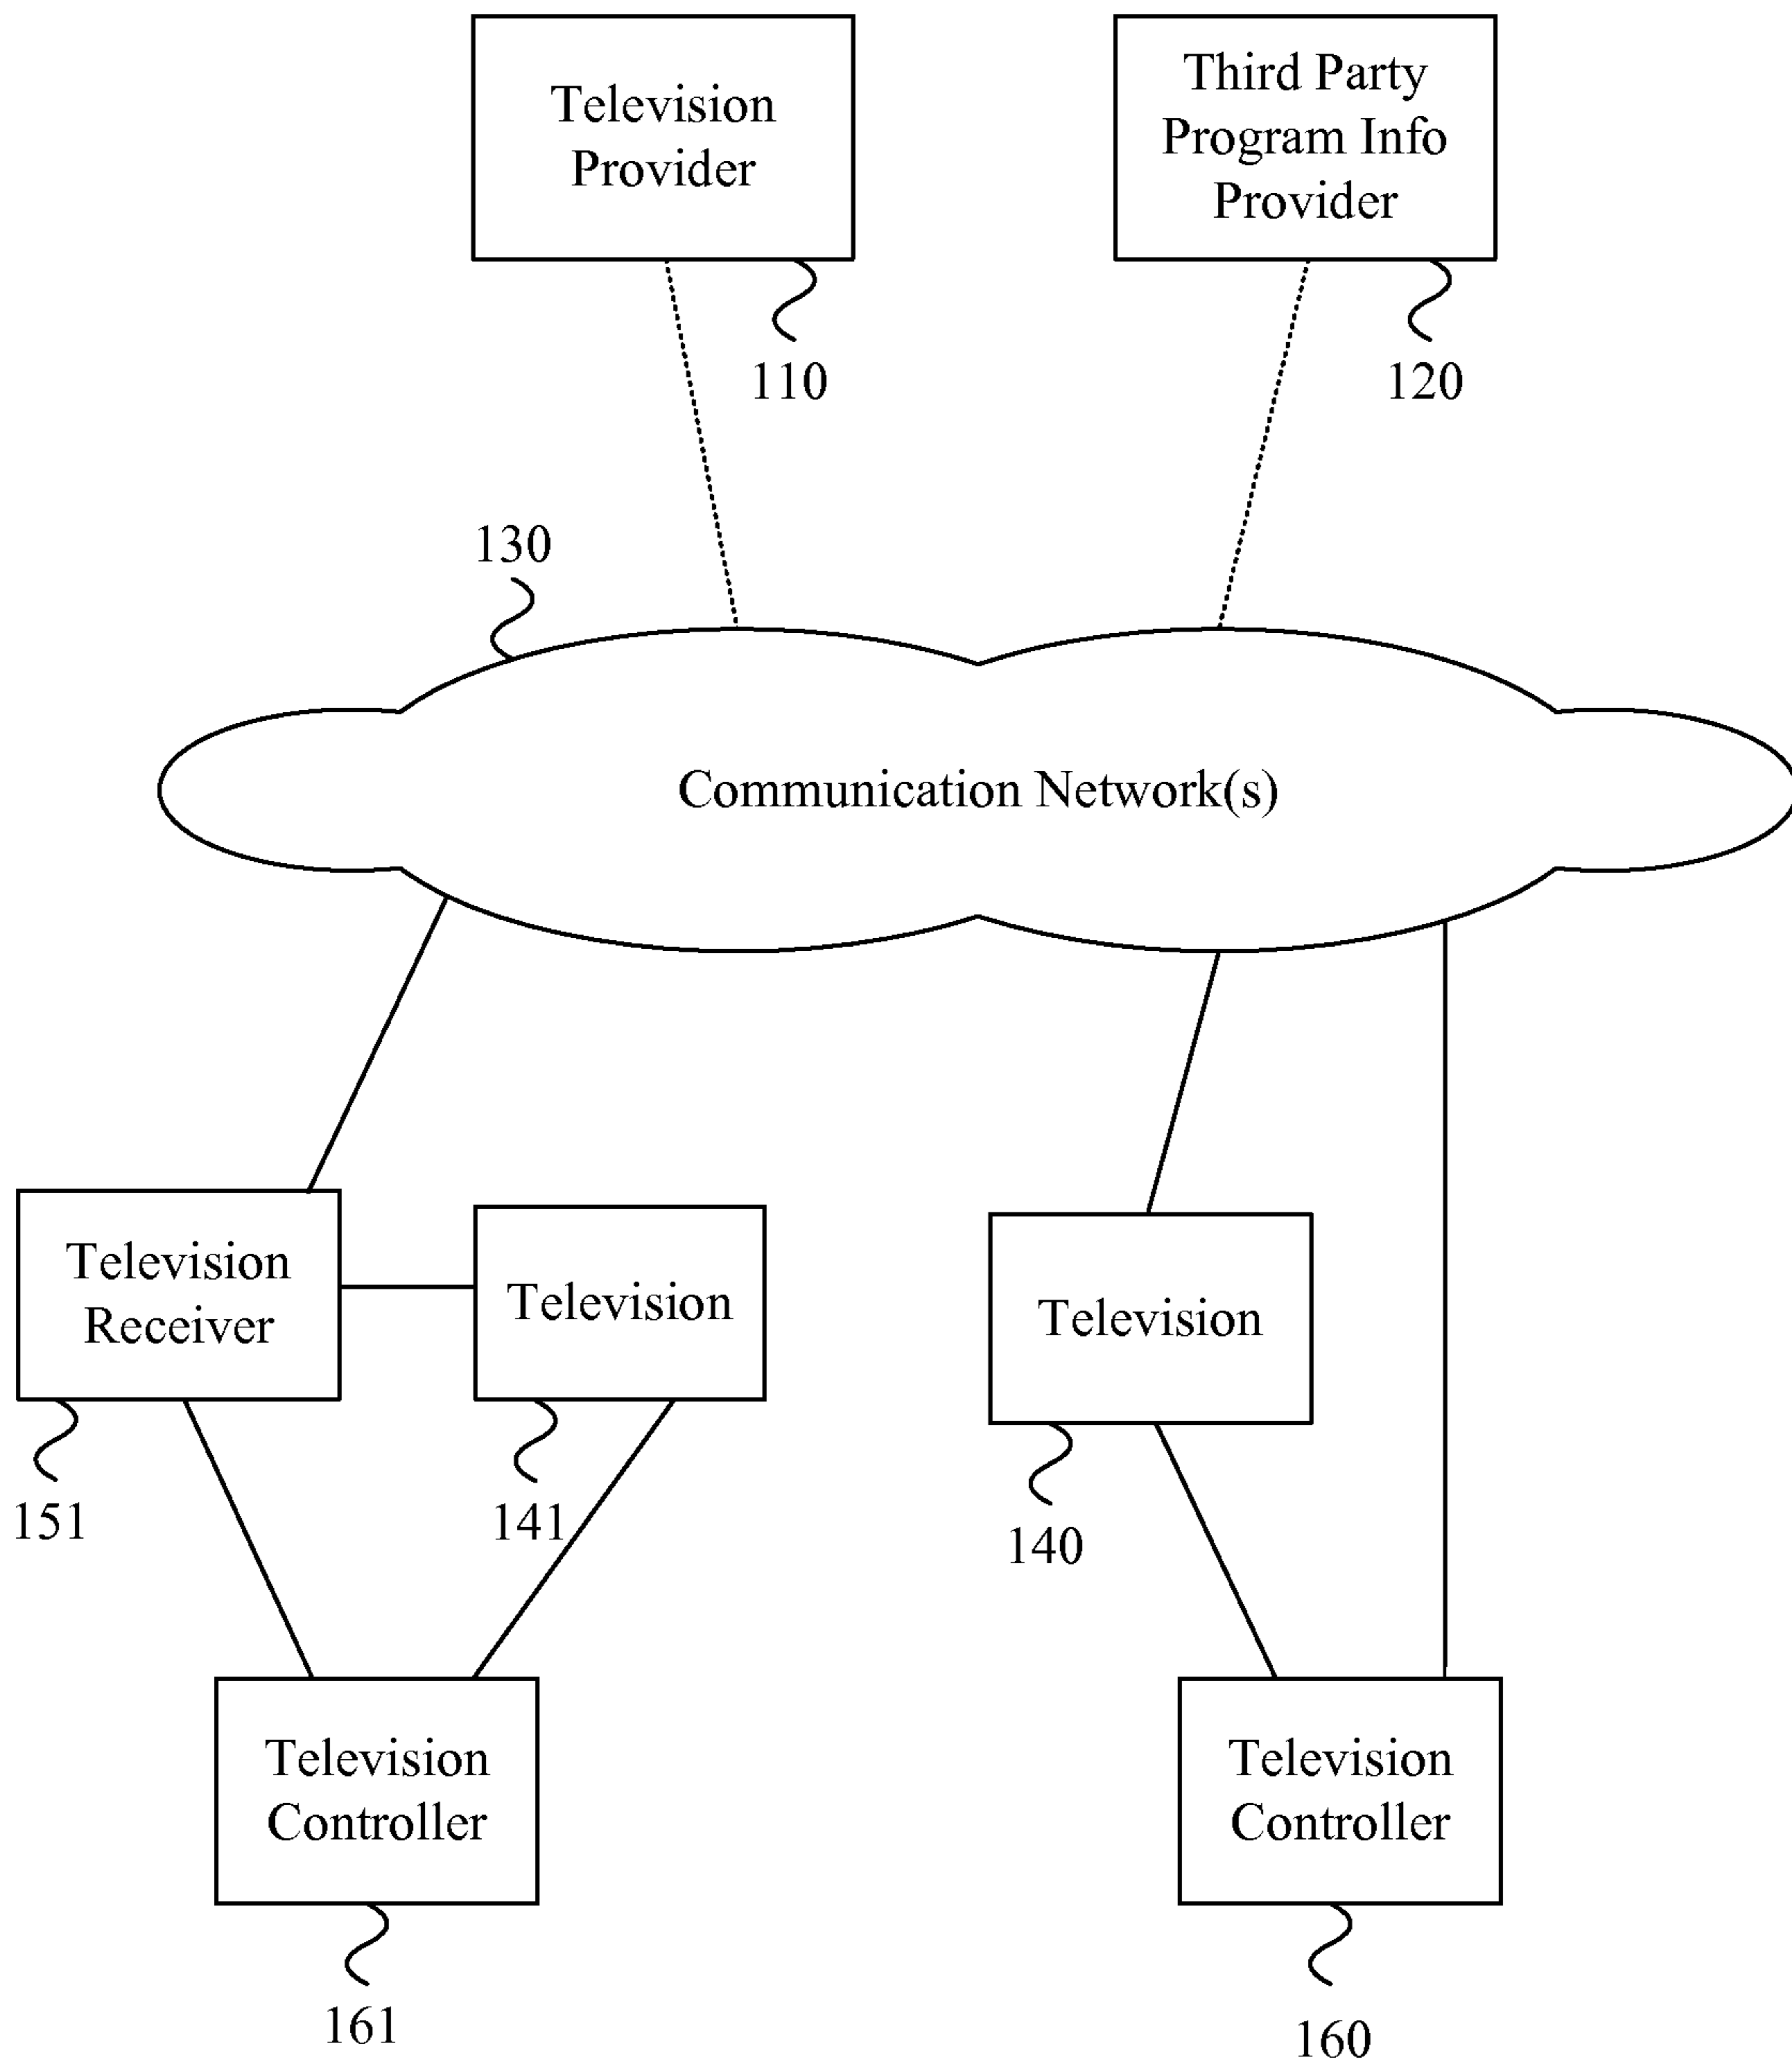 Television
Provider
110
Third Party
Program Info
Provider
120
130
Communication Network(s)
Television
Receiver
151
Television
141
Television
140
Television
Controller
161
Television
Controller
160